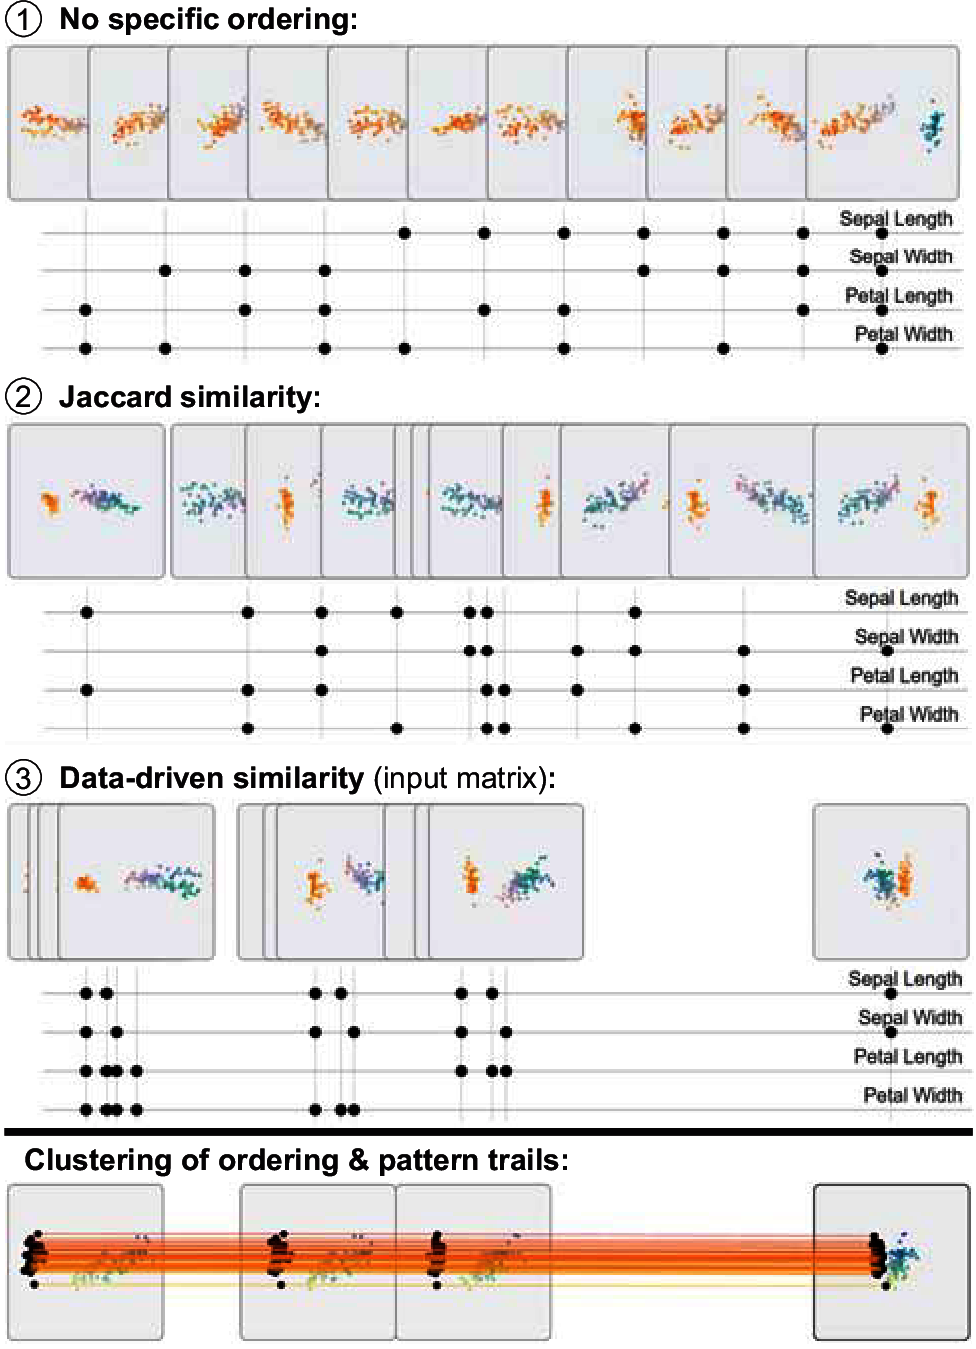 ① No specific ordering:
Sepal Length
Sepal Width
Petal Length
Petal Width
② Jaccard similarity:
Sepal Length
Sepal Width
Petal Length
Petal Width
③ Data-driven similarity (input matrix):
Sepal Length
Sepal Width
Petal Length
Petal Width
Clustering of ordering & pattern trails: